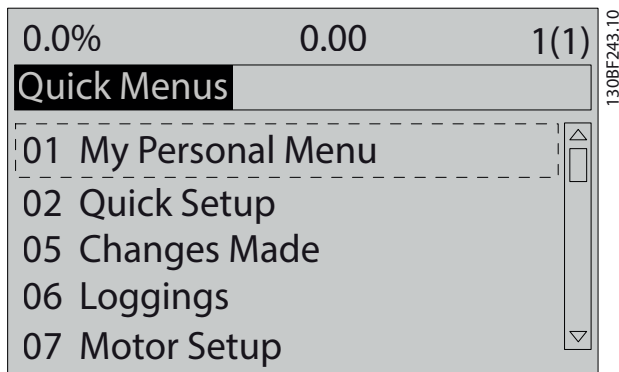 0.0% 0.00 1(1)
Quick Menus
01 My Personal Menu
02 Quick Setup
05 Changes Made
06 Loggings
07 Motor Setup
130BF243.10